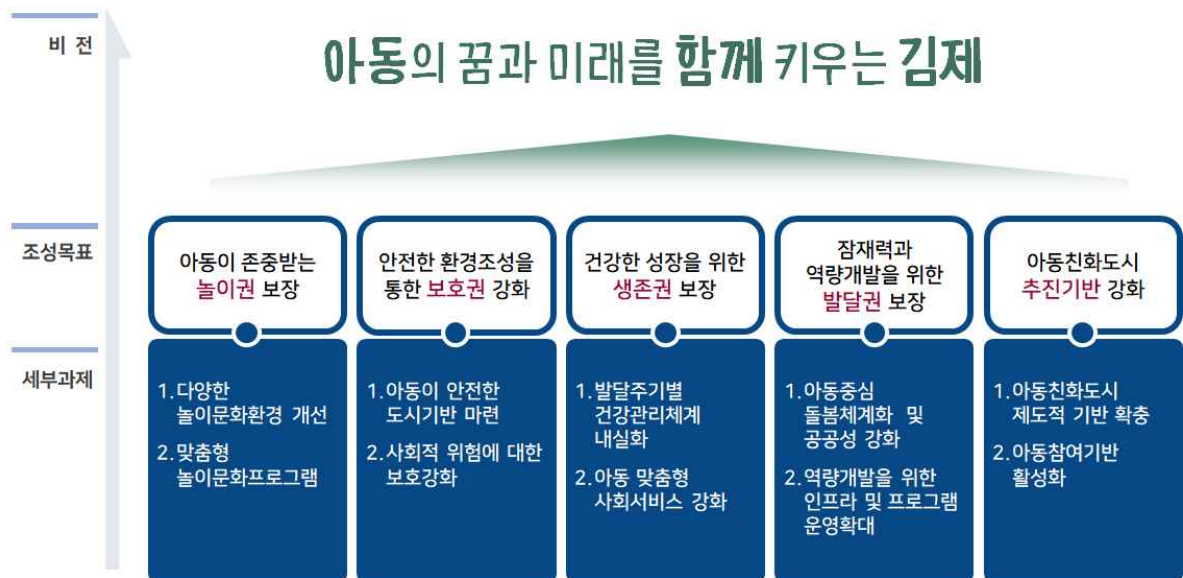 비 전
아동의 꿈과 미래를 함께 키우는 김제
조성목표
아동이 존중받는
놀이권 보장
안전한 환경조성을
통한 보호권 강화
건강한 성장을 위한
생존권 보장
잠재력과
역량개발을 위한
발달권 보장
아동친화도시
추진기반 강화
세부과제
1.다양한
놀이문화환경 개선
2.맞춤형
놀이문화프로그램
1.아동이 안전한
도시기반 마련
2.사회적 위험에 대한
보호강화
1.발달주기별
건강관리체계
내실화
2.아동 맞춤형
사회서비스 강화
1.아동중심
돌봄체계화 및
공공성 강화
2.역량개발을 위한
인프라 및 프로그램
운영확대
1.아동친화도시
제도적 기반 확충
2.아동참여기반
활성화